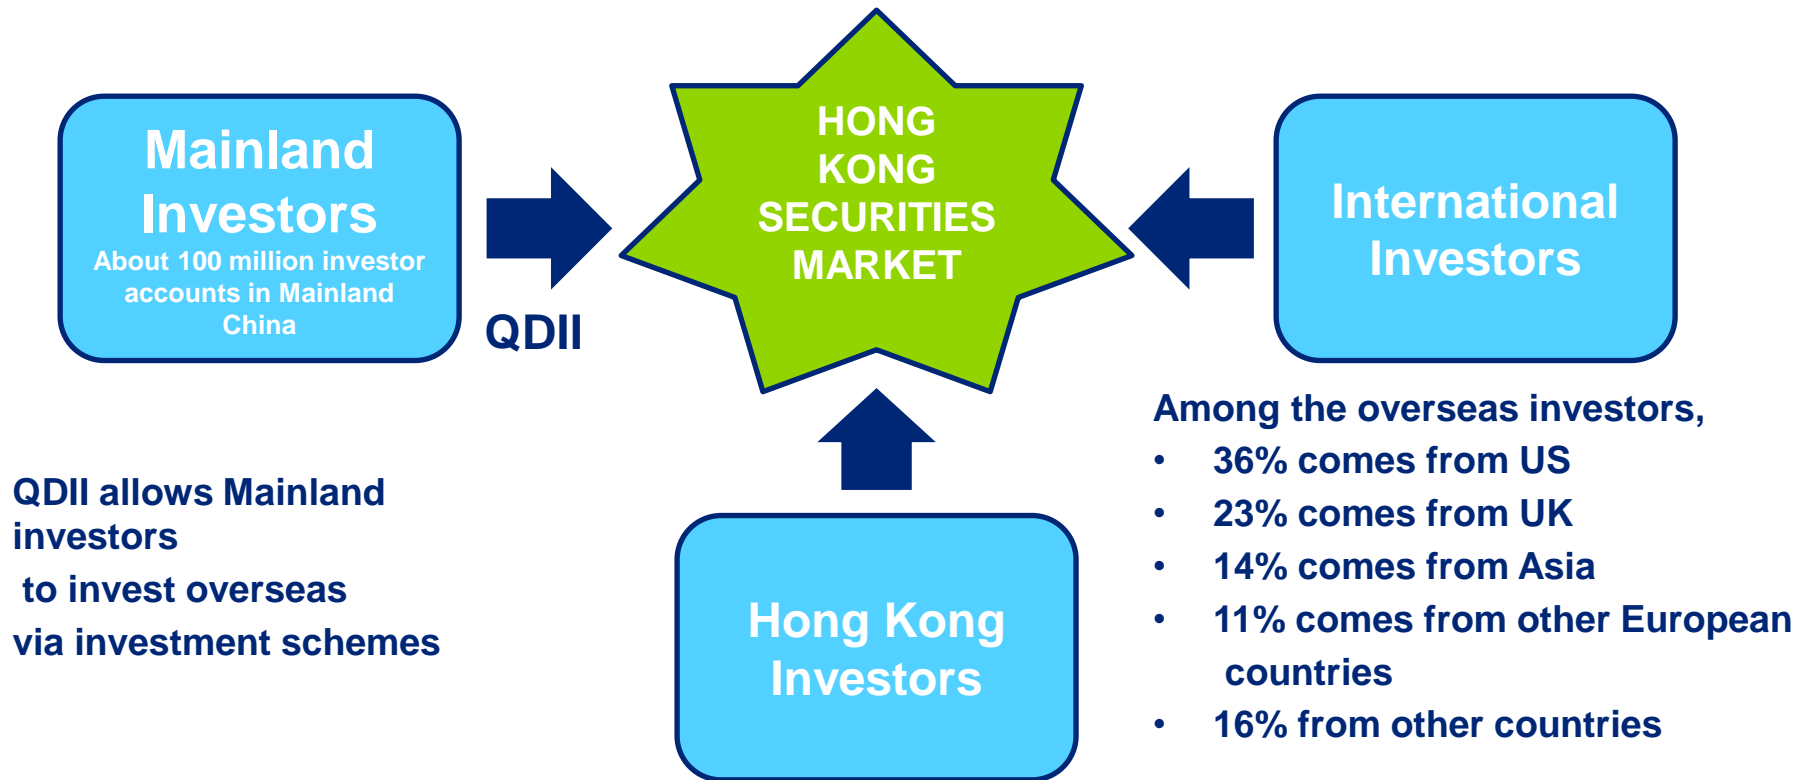 Mainland
Investors
About 100 million investor
accounts in Mainland
China
QDII
HONG
KONG
SECURITIES
MARKET
International
Investors
QDII allows Mainland
investors
to invest overseas
via investment schemes
Hong Kong
Investors
Among the overseas investors,
• 36% comes from US
• 23% comes from UK
• 14% comes from Asia
• 11% comes from other European
countries
• 16% from other countries